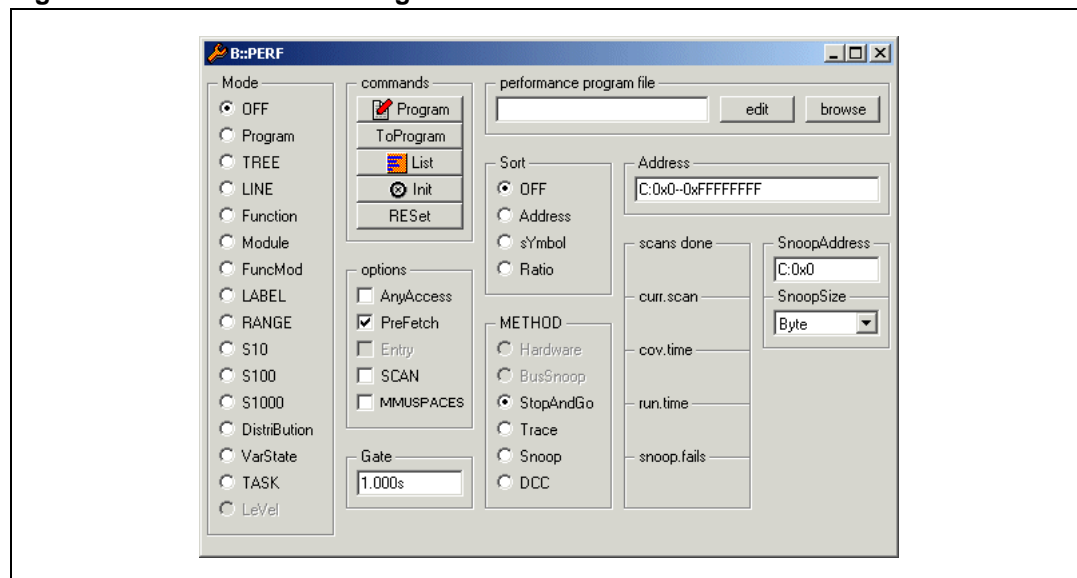 B::PERF
Mode
OFF
Program
TREE
LINE
Function
Module
FuncMod
LABEL
RANGE
S10
S100
S1000
DistriBution
VarState
TASK
LeVel
commands
Program
ToProgram
List
Init
RESet
options
AnyAccess
PreFetch
Entry
SCAN
MMUSPACES
Gate
1.000s
performance program file
edit
browse
Sort
OFF
Address
sYmbol
Ratio
METHOD
Hardware
BusSnoop
StopAndGo
Trace
Snoop
DCC
Address
C:0x0--0xFFFFFFFF
scans done
curr.scan
cov.time
run.time
snoop.fails
SnoopAddress
C:0x0
SnoopSize
Byte